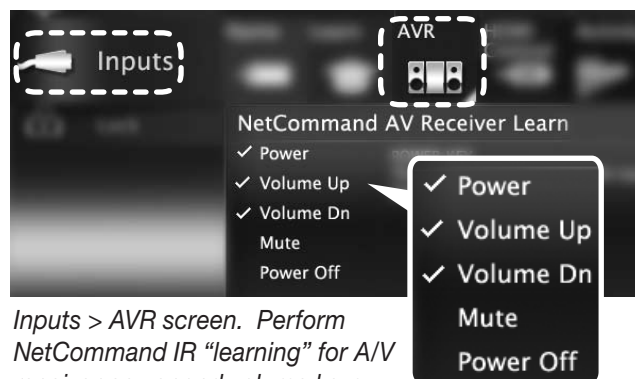 Inputs
AVR
NetCommand AV Receiver Learn
✓ Power
✓ Volume Up
✓ Volume Dn
Mute
Power Off
✓ Power
✓ Volume Up
✓ Volume Dn
Mute
Power Off
Inputs > AVR screen. Perform
NetCommand IR “learning” for A/V